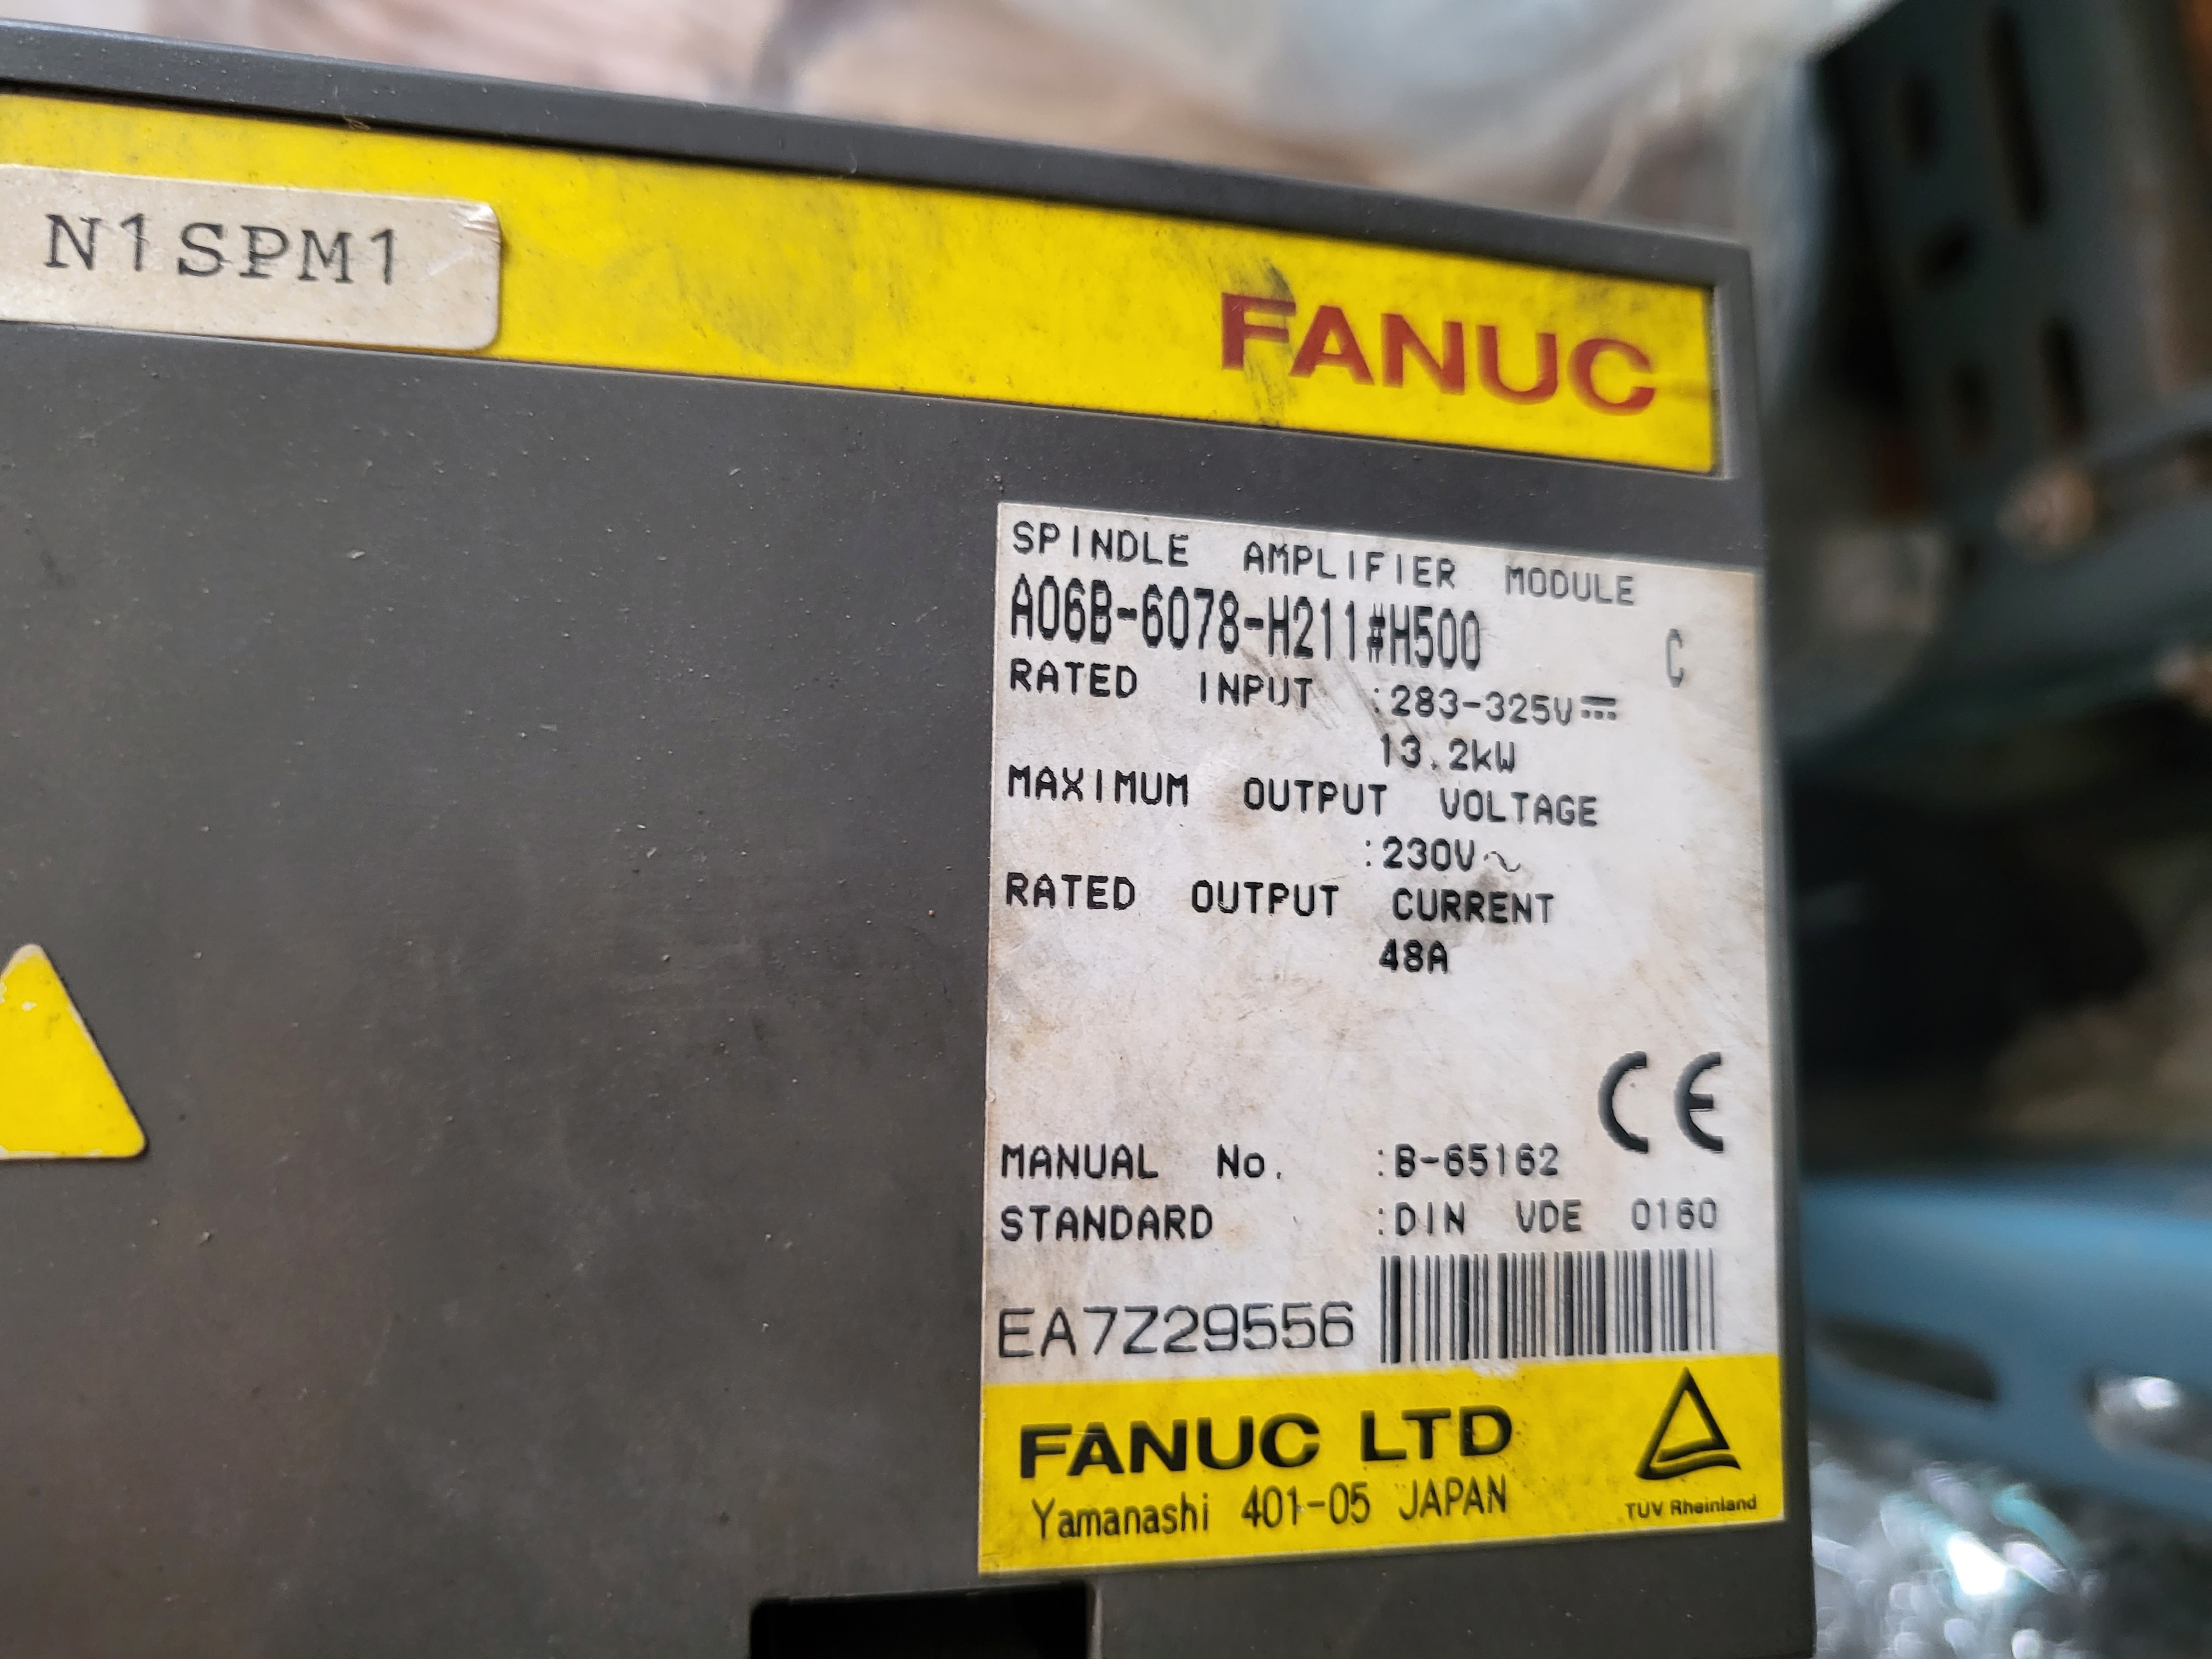 N1SPM1
FANUC
SPINDLE AMPLIFIER MODULE
A06B-6078-H211#H500 C
RATED INPUT :283-325V⎓
13.2kW
MAXIMUM OUTPUT VOLTAGE
:230V~
RATED OUTPUT CURRENT
48A
CE
MANUAL No. :B-65162
STANDARD :DIN VDE 0160
EA7Z29556
FANUC LTD
Yamanashi 401-05 JAPAN
TUV Rheinland